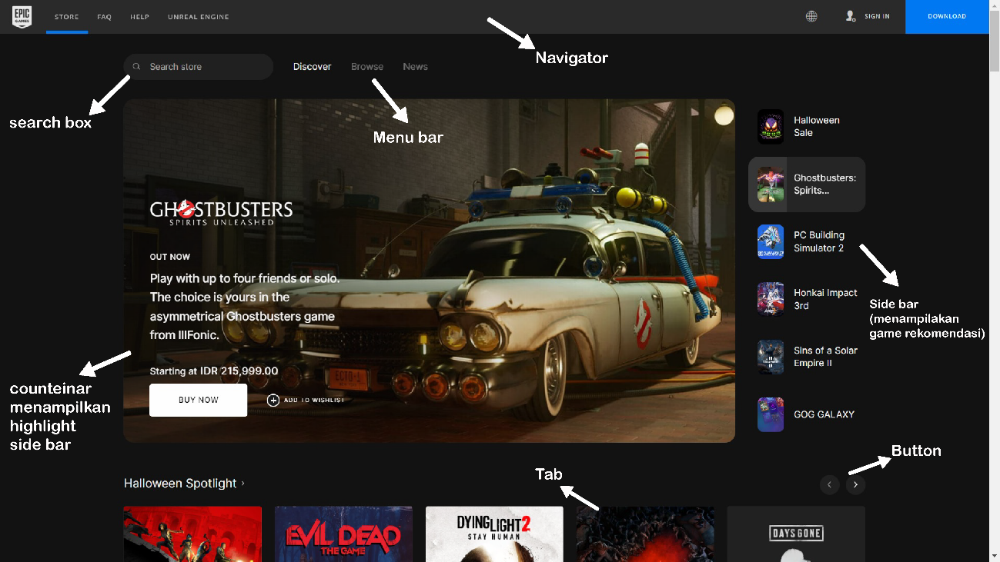 EPIC GAMES
STORE FAQ HELP UNREAL ENGINE SIGN IN DOWNLOAD
Navigator
Search store Discover Browse News
search box
Menu bar
Halloween
Sale
Ghostbusters:
Spirits...
PC Building
Simulator 2
Honkai Impact
3rd
Sins of a Solar
Empire II
GOG GALAXY
Side bar
(menampilakan
game rekomendasi)
GHOSTBUSTERS
SPIRITS UNLEASHED
OUT NOW
Play with up to four friends or solo.
The choice is yours in the
asymmetrical Ghostbusters game
from IllFonic.
Starting at IDR 215,999.00
BUY NOW ADD TO WISHLIST
ECTO-1
counteinar
menampilkan
highlight
side bar
Button
Tab
Halloween Spotlight
EVIL DEAD
THE GAME
DYING LIGHT 2
STAY HUMAN
DAYS GONE